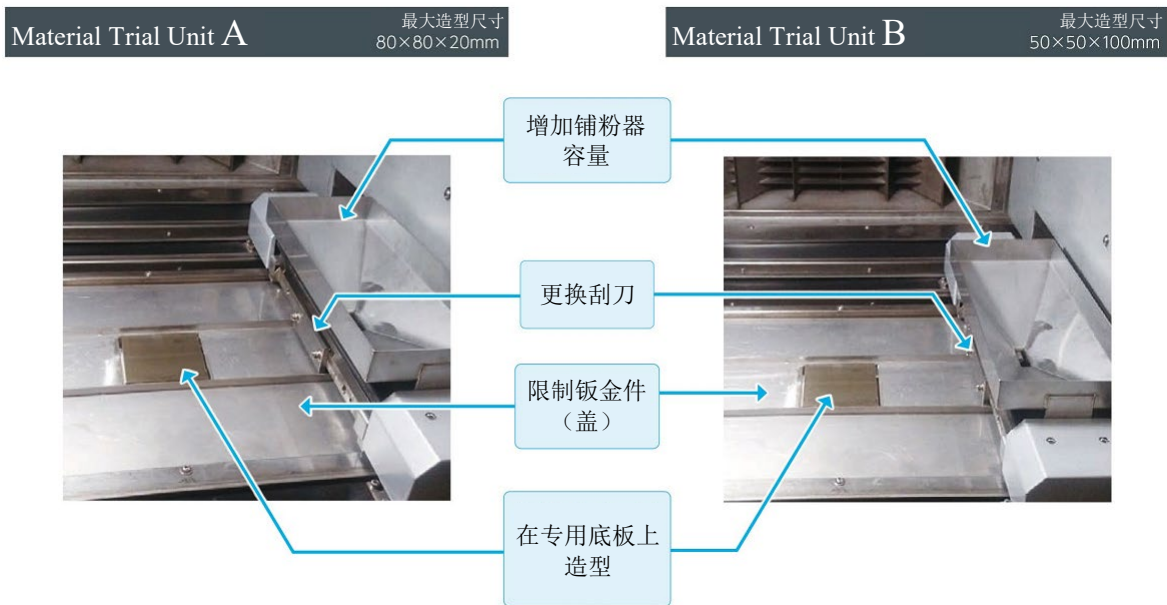 Material Trial Unit A
最大造型尺寸
80×80×20mm
Material Trial Unit B
最大造型尺寸
50×50×100mm
增加铺粉器
容量
更换刮刀
限制钣金件
（盖）
在专用底板上
造型